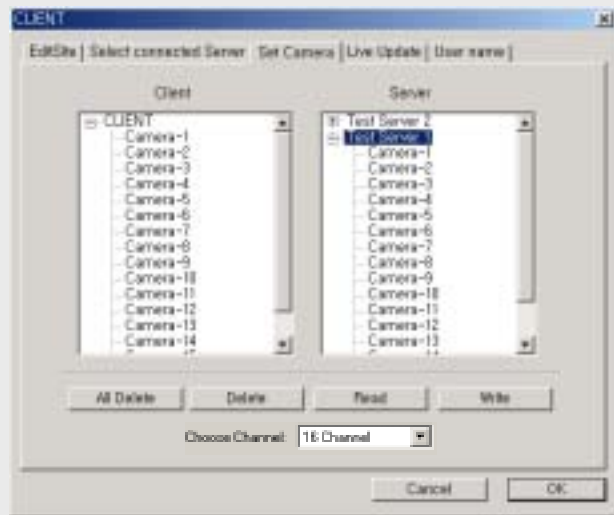 CLIENT
EditSite Select connected Server Set Camera Live Update User name
Client
CLIENT
Camera-1
Camera-2
Camera-3
Camera-4
Camera-5
Camera-6
Camera-7
Camera-8
Camera-9
Camera-10
Camera-11
Camera-12
Camera-13
Camera-14
Server
Test Server 2
Test Server
Camera-1
Camera-2
Camera-3
Camera-4
Camera-5
Camera-6
Camera-7
Camera-8
Camera-9
Camera-10
Camera-11
Camera-12
Camera-13
All Delete Delete Read Write
Choose Channel: 16 Channel
Cancel OK